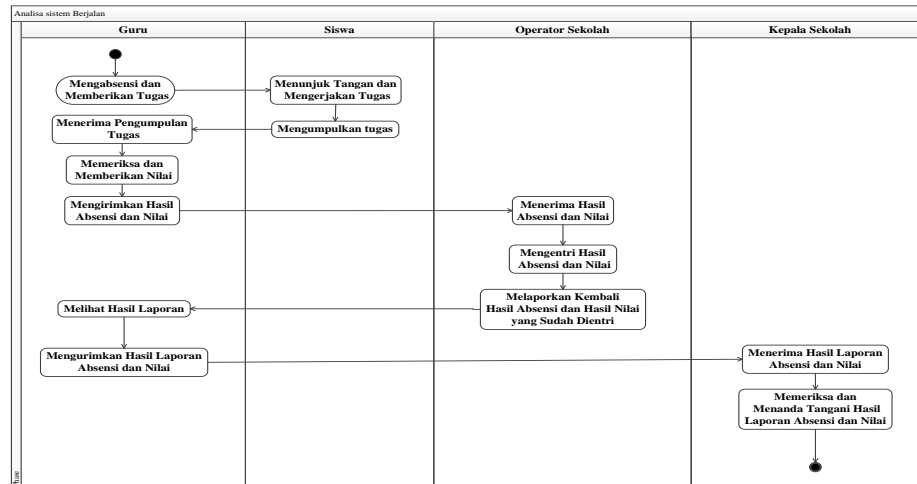 Analisa sistem Berjalan
Guru
Siswa
Operator Sekolah
Kepala Sekolah
Mengabsensi dan
Memberikan Tugas
Menunjuk Tangan dan
Mengerjakan Tugas
Menerima Pengumpulan
Tugas
Mengumpulkan tugas
Memeriksa dan
Memberikan Nilai
Mengirimkan Hasil
Absensi dan Nilai
Menerima Hasil
Absensi dan Nilai
Mengentri Hasil
Absensi dan Nilai
Melaporkan Kembali
Hasil Absensi dan Hasil Nilai
yang Sudah Dientri
Melihat Hasil Laporan
Mengurimkan Hasil Laporan
Absensi dan Nilai
Menerima Hasil Laporan
Absensi dan Nilai
Memeriksa dan
Menanda Tangani Hasil
Laporan Absensi dan Nilai